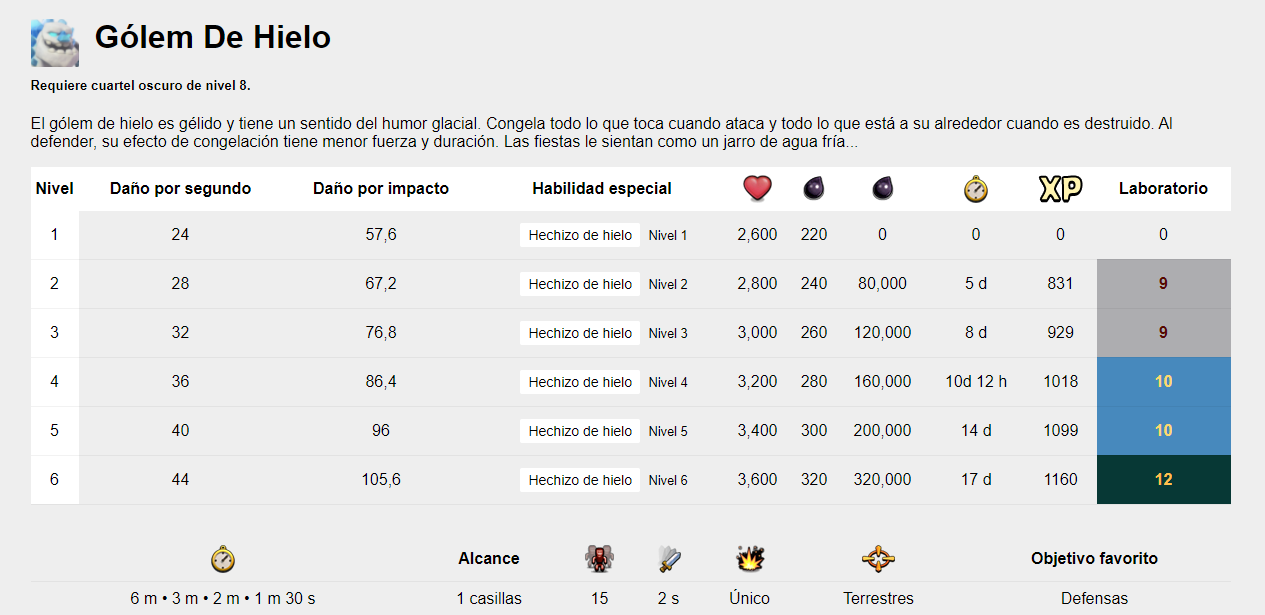 Gólem De Hielo
Requiere cuartel oscuro de nivel 8.
El gólem de hielo es gélido y tiene un sentido del humor glacial. Congela todo lo que toca cuando ataca y todo lo que está a su alrededor cuando es destruido. Al
defender, su efecto de congelación tiene menor fuerza y duración. Las fiestas le sientan como un jarro de agua fría...
Nivel Daño por segundo Daño por impacto Habilidad especial XP Laboratorio
1 24 57,6 Hechizo de hielo Nivel 1 2,600 220 0 0 0 0
2 28 67,2 Hechizo de hielo Nivel 2 2,800 240 80,000 5 d 831 9
3 32 76,8 Hechizo de hielo Nivel 3 3,000 260 120,000 8 d 929 9
4 36 86,4 Hechizo de hielo Nivel 4 3,200 280 160,000 10d 12 h 1018 10
5 40 96 Hechizo de hielo Nivel 5 3,400 300 200,000 14 d 1099 10
6 44 105,6 Hechizo de hielo Nivel 6 3,600 320 320,000 17 d 1160 12
Alcance Objetivo favorito
6 m • 3 m • 2 m • 1 m 30 s 1 casillas 15 2 s Único Terrestres Defensas